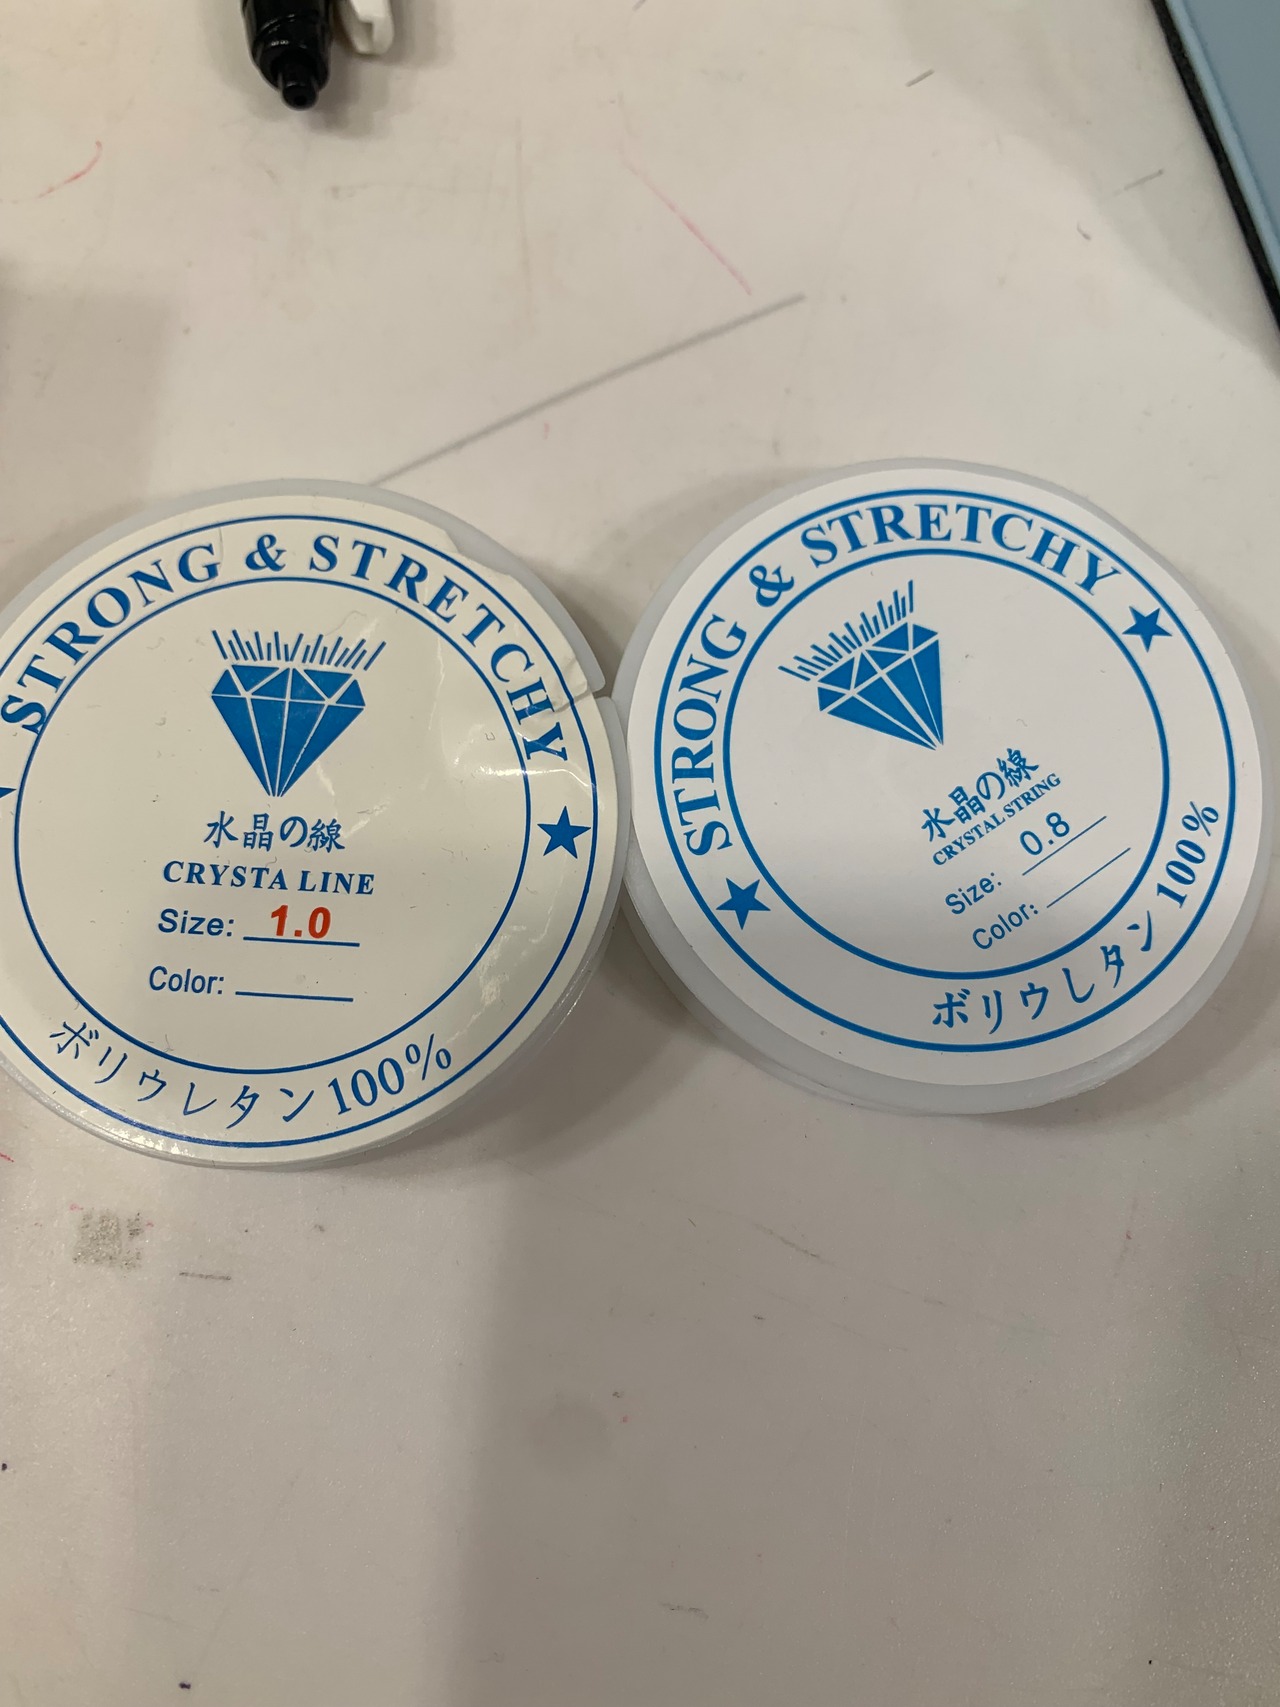 STRONG & STRETCHY
水晶の線
CRYSTA LINE
Size: 1.0
Color:
ポリウレタン100%
STRONG & STRETCHY
水晶の線
CRYSTAL STRING
Size: 0.8
Color:
ポリウレタン100%